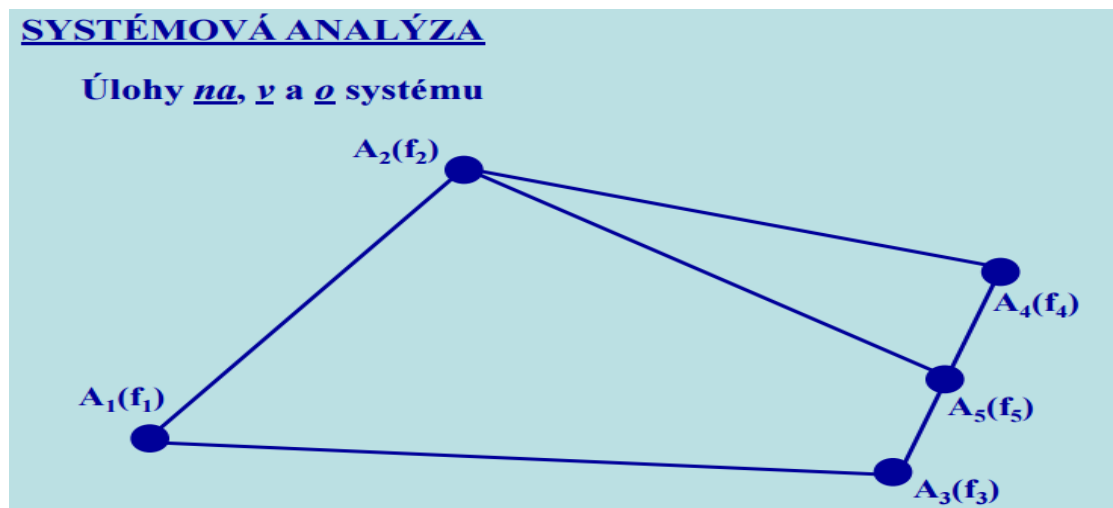 SYSTÉMOVÁ ANALÝZA
Úlohy na, v a o systému
A₂(f₂)
A₄(f₄)
A₁(f₁)
A₅(f₅)
A₃(f₃)